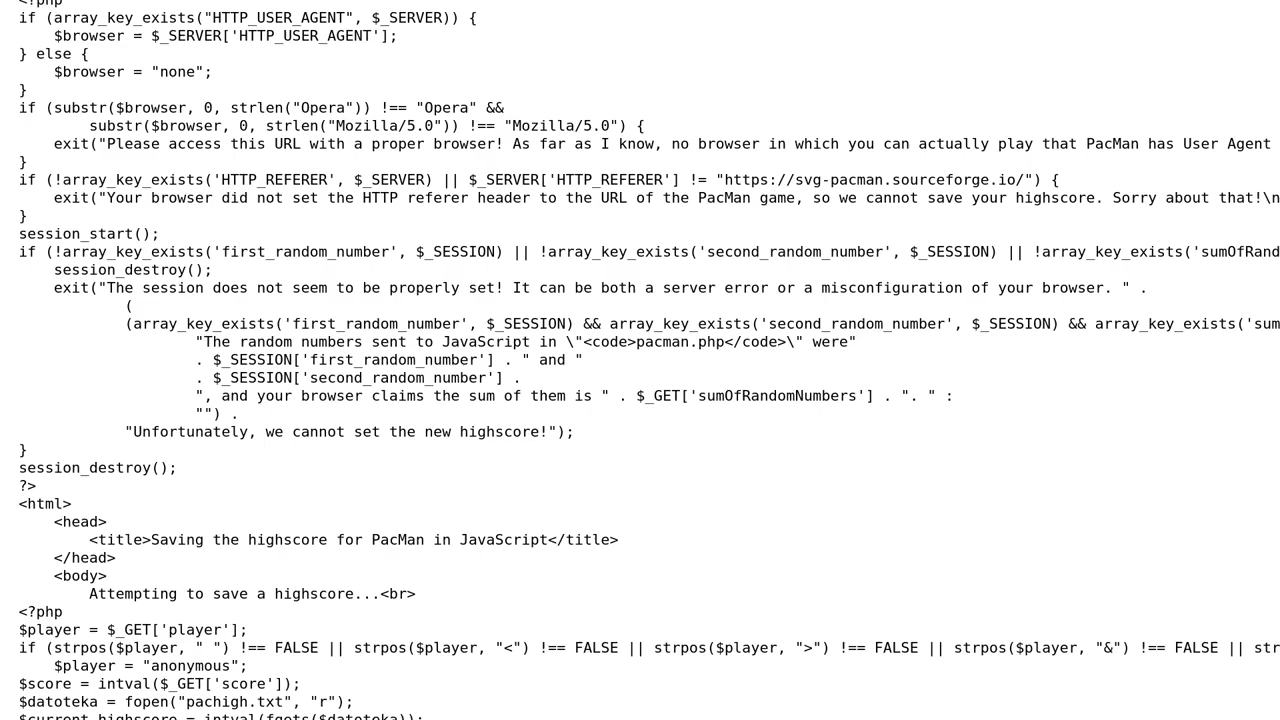 <?php
if (array_key_exists("HTTP_USER_AGENT", $_SERVER)) {
    $browser = $_SERVER['HTTP_USER_AGENT'];
} else {
    $browser = "none";
}
if (substr($browser, 0, strlen("Opera")) !== "Opera" &&
        substr($browser, 0, strlen("Mozilla/5.0")) !== "Mozilla/5.0") {
    exit("Please access this URL with a proper browser! As far as I know, no browser in which you can actually play that PacMan has User Agent
}
if (!array_key_exists('HTTP_REFERER', $_SERVER) || $_SERVER['HTTP_REFERER'] != "https://svg-pacman.sourceforge.io/") {
    exit("Your browser did not set the HTTP referer header to the URL of the PacMan game, so we cannot save your highscore. Sorry about that!\n
}
session_start();
if (!array_key_exists('first_random_number', $_SESSION) || !array_key_exists('second_random_number', $_SESSION) || !array_key_exists('sumOfRand
    session_destroy();
    exit("The session does not seem to be properly set! It can be both a server error or a misconfiguration of your browser. " .
            (
            (array_key_exists('first_random_number', $_SESSION) && array_key_exists('second_random_number', $_SESSION) && array_key_exists('sum
                    "The random numbers sent to JavaScript in \"<code>pacman.php</code>\" were"
                    . $_SESSION['first_random_number'] . " and "
                    . $_SESSION['second_random_number'] .
                    ", and your browser claims the sum of them is " . $_GET['sumOfRandomNumbers'] . ". " :
                    "") .
            "Unfortunately, we cannot set the new highscore!");
}
session_destroy();
?>
<html>
    <head>
        <title>Saving the highscore for PacMan in JavaScript</title>
    </head>
    <body>
        Attempting to save a highscore...<br>
<?php
$player = $_GET['player'];
if (strpos($player, " ") !== FALSE || strpos($player, "<") !== FALSE || strpos($player, ">") !== FALSE || strpos($player, "&") !== FALSE || str
    $player = "anonymous";
$score = intval($_GET['score']);
$datoteka = fopen("pachigh.txt", "r");
$current_highscore = intval(fgets($datoteka));